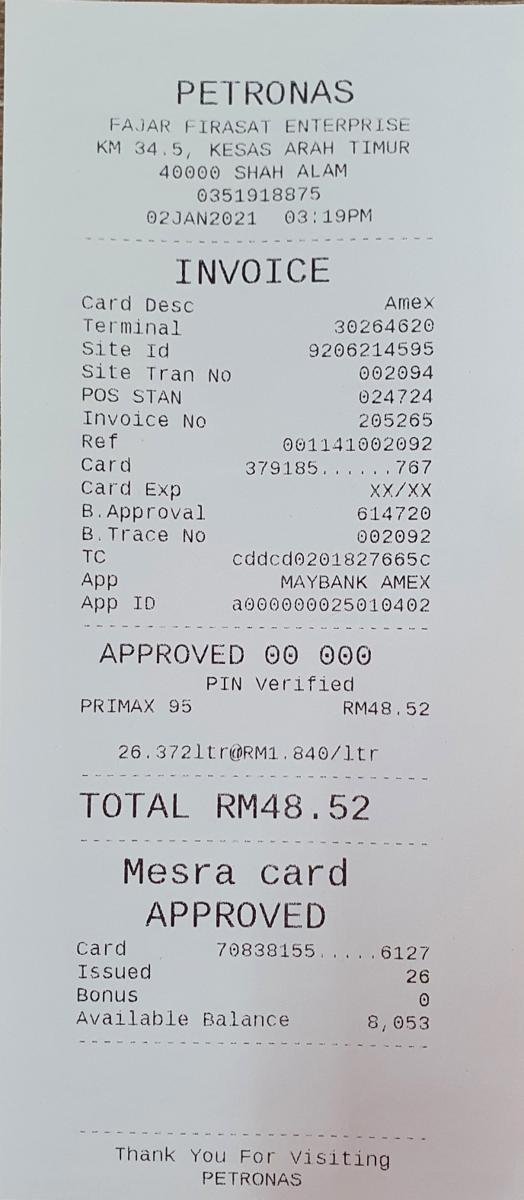 PETRONAS
FAJAR FIRASAT ENTERPRISE
KM 34.5, KESAS ARAH TIMUR
40000 SHAH ALAM
0351918875
02JAN2021 03:19PM
INVOICE
Card Desc Amex
Terminal 30264620
Site Id 9206214595
Site Tran No 002094
POS STAN 024724
Invoice No 205265
Ref 001141002092
Card 379185......767
Card Exp XX/XX
B.Approval 614720
B.Trace No 002092
TC cddcd0201827665c
App MAYBANK AMEX
App ID a000000025010402
APPROVED 00 000
PIN Verified
PRIMAX 95 RM48.52
26.372ltr@RM1.840/ltr
TOTAL RM48.52
Mesra card
APPROVED
Card 70838155.....6127
Issued 26
Bonus 0
Available Balance 8,053
Thank You For Visiting
PETRONAS